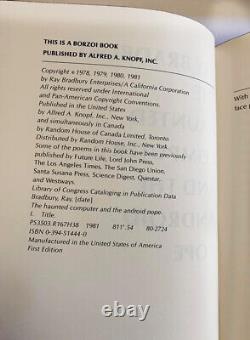 THIS IS A BORZOI BOOK
PUBLISHED BY ALFRED A. KNOPF, INC.
Copyright © 1978, 1979, 1980, 1981
by Ray Bradbury Enterprises/A California Corporation
All rights reserved under International
and Pan-American Copyright Conventions.
Published in the United States
by Alfred A. Knopf, Inc., New York,
and simultaneously in Canada
by Random House of Canada Limited, Toronto
Distributed by Random House, Inc., New York.
Some of the poems in this book have been previously
published by Future Life, Lord John Press,
The Los Angeles Times, The San Diego Union,
Santa Susana Press, Science Digest, Questar,
and Westways.
Library of Congress Cataloging in Publication Data
Bradbury, Ray, [date]
The haunted computer and the android pope.
I. Title.
PS3503.R167H38 1981 811'.54 80-2724
ISBN 0-394-51444-0
Manufactured in the United States of America
First Edition
With
face